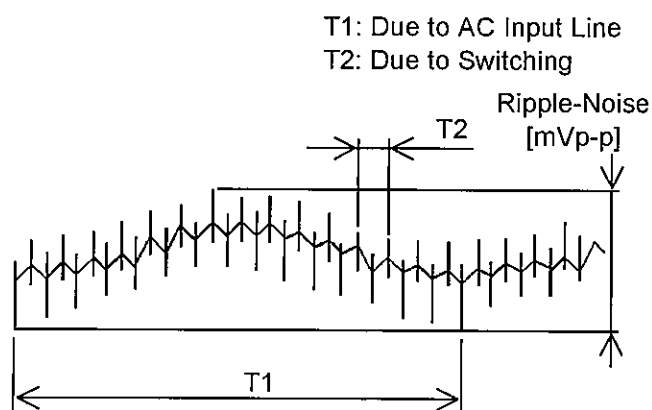 T1: Due to AC Input Line
T2: Due to Switching
Ripple-Noise
[mVp-p]
T2
T1